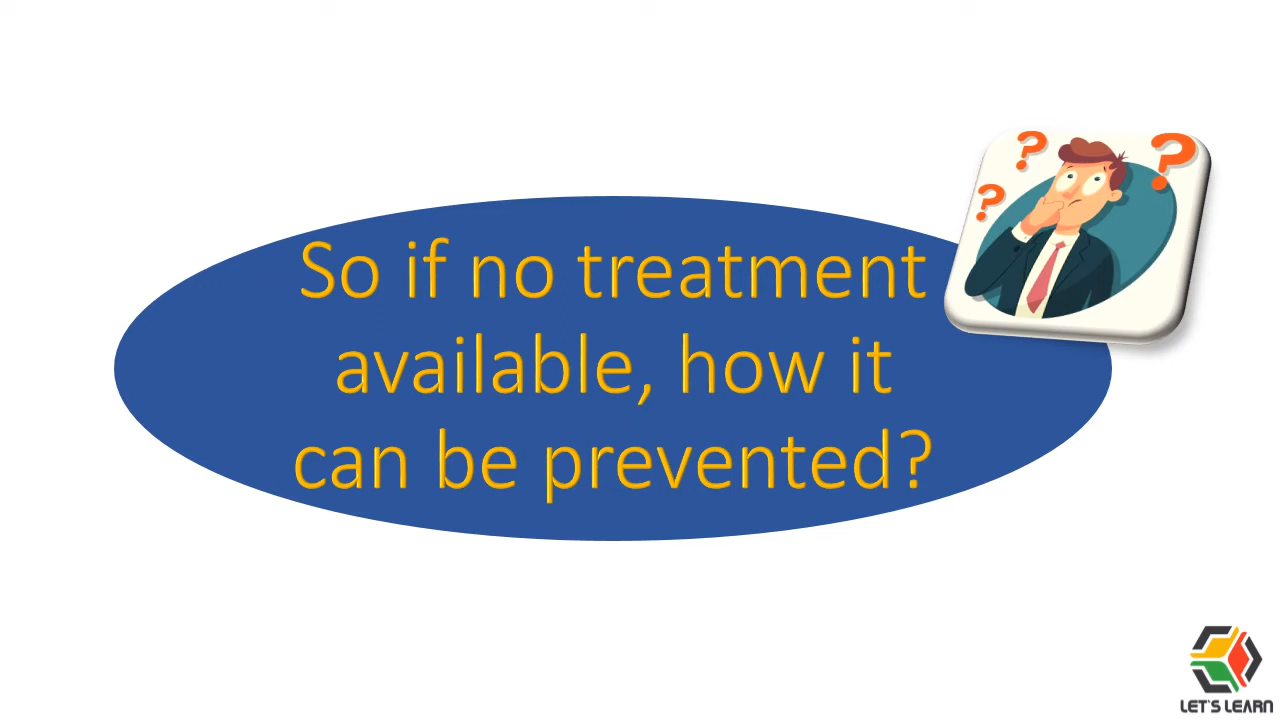 So if no treatment
available, how it
can be prevented?
LET'S LEARN